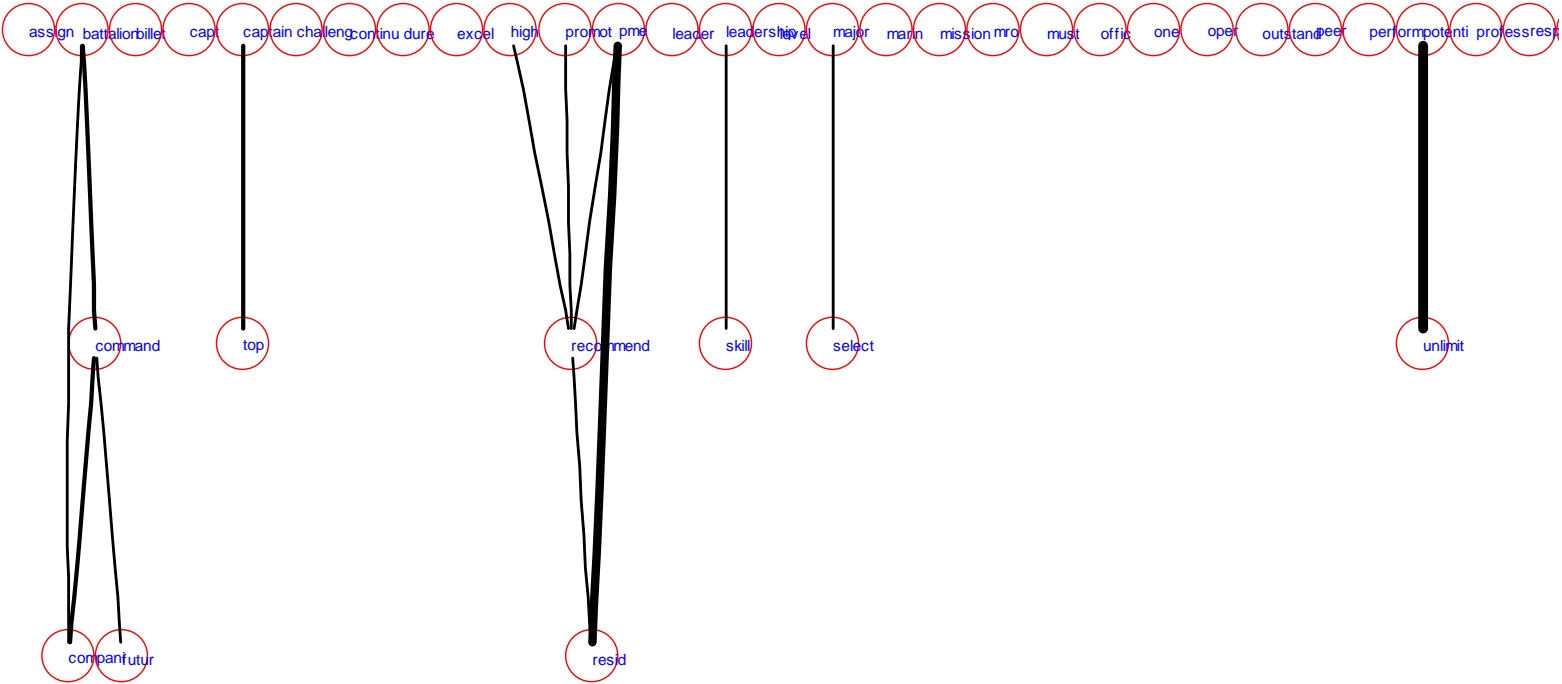 assign battalion billet capt captain challeng continu dure excel high promot pme leader leadership level major marin mission mro must offic one oper outstand peer perform potenti profess resp
command top recommend skill select unlimit
compani futur resid